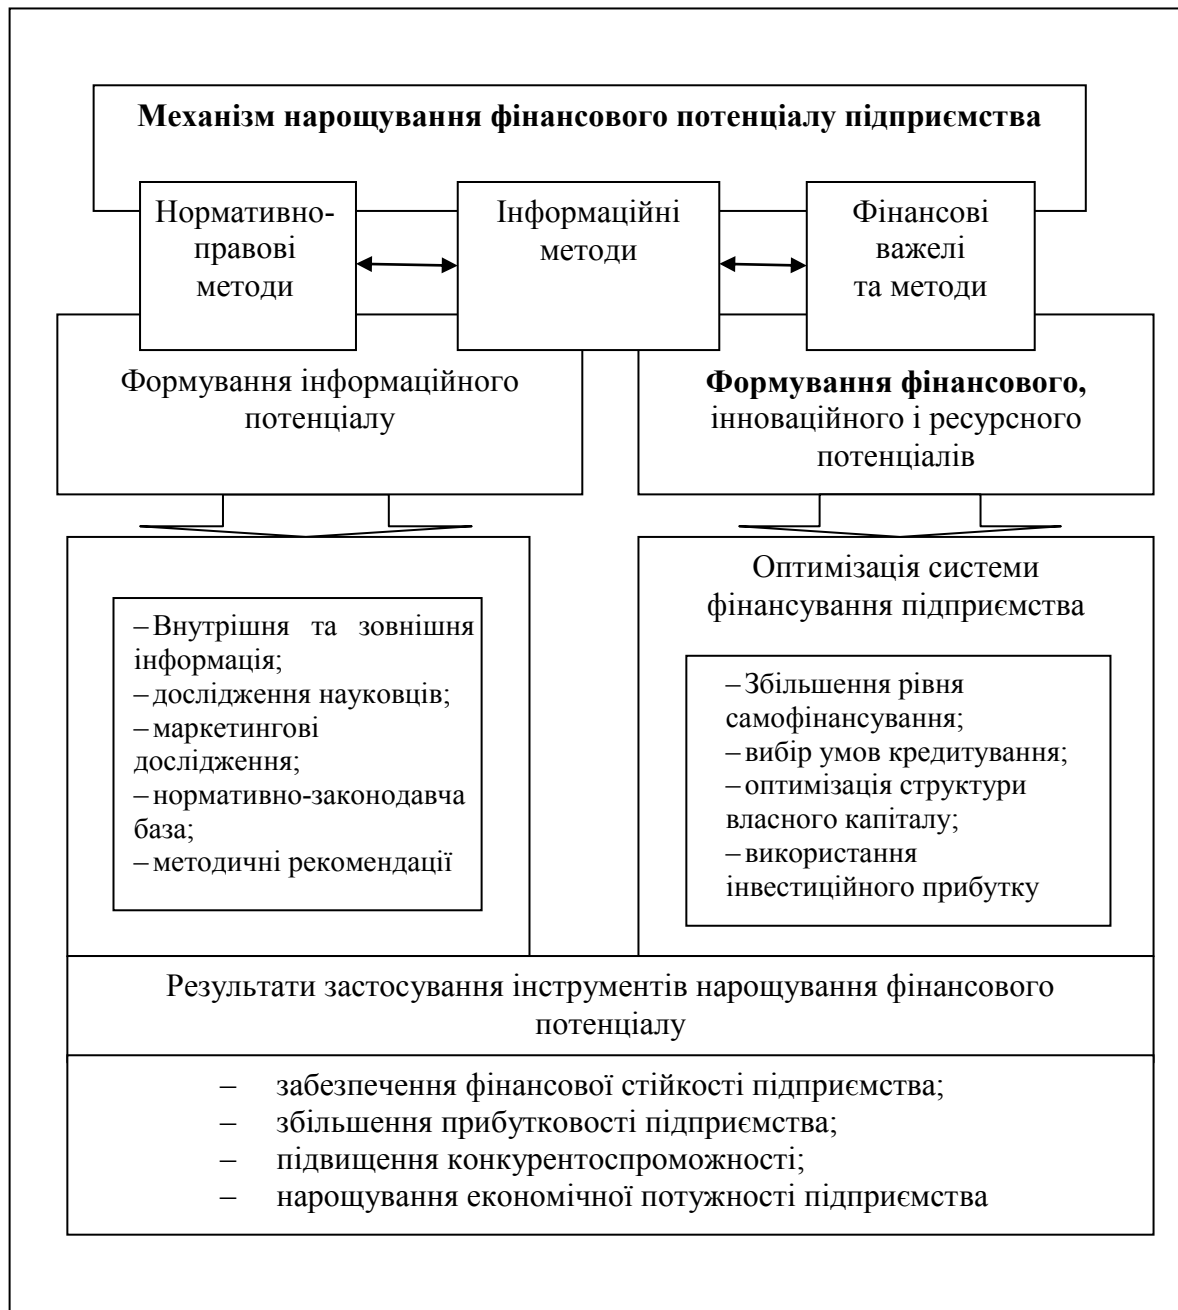 Механізм нарощування фінансового потенціалу підприємства
Нормативно-
правові
методи
Інформаційні
методи
Фінансові
важелі
та методи
Формування інформаційного
потенціалу
Формування фінансового,
інноваційного і ресурсного
потенціалів
– Внутрішня та зовнішня
інформація;
– дослідження науковців;
– маркетингові
дослідження;
– нормативно-законодавча
база;
– методичні рекомендації
Оптимізація системи
фінансування підприємства
– Збільшення рівня
самофінансування;
– вибір умов кредитування;
– оптимізація структури
власного капіталу;
– використання
інвестиційного прибутку
Результати застосування інструментів нарощування фінансового
потенціалу
– забезпечення фінансової стійкості підприємства;
– збільшення прибутковості підприємства;
– підвищення конкурентоспроможності;
– нарощування економічної потужності підприємства